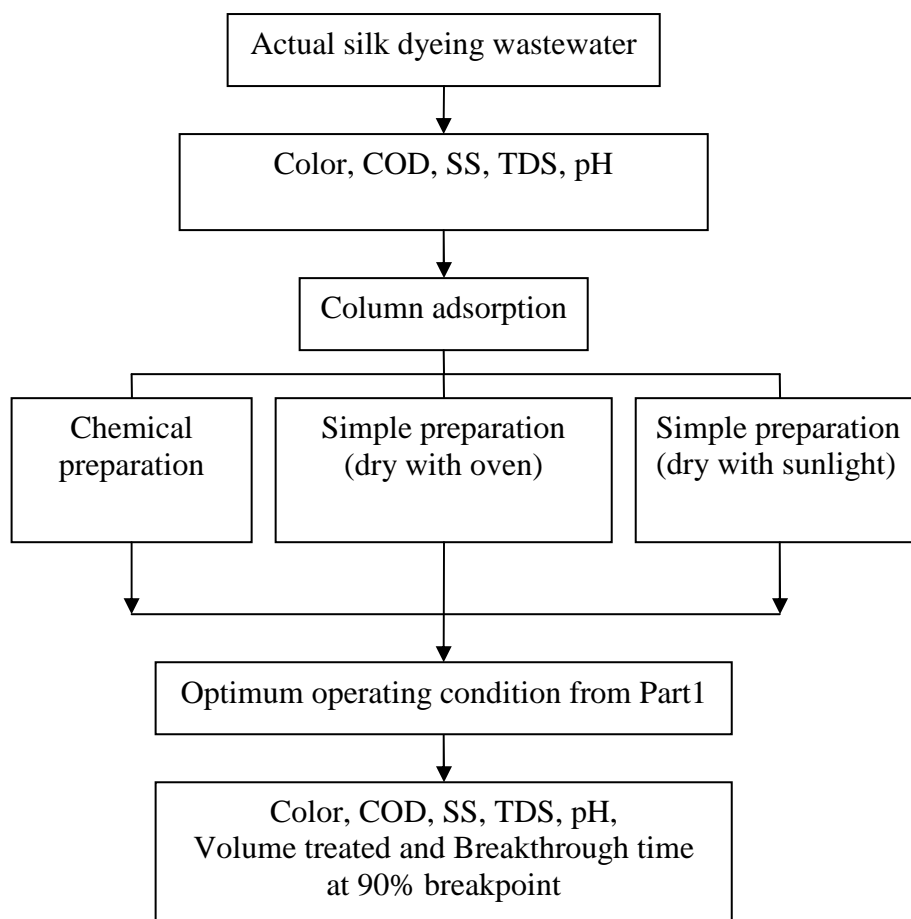 Actual silk dyeing wastewater
Color, COD, SS, TDS, pH
Column adsorption
Chemical
preparation
Simple preparation
(dry with oven)
Simple preparation
(dry with sunlight)
Optimum operating condition from Part1
Color, COD, SS, TDS, pH,
Volume treated and Breakthrough time
at 90% breakpoint